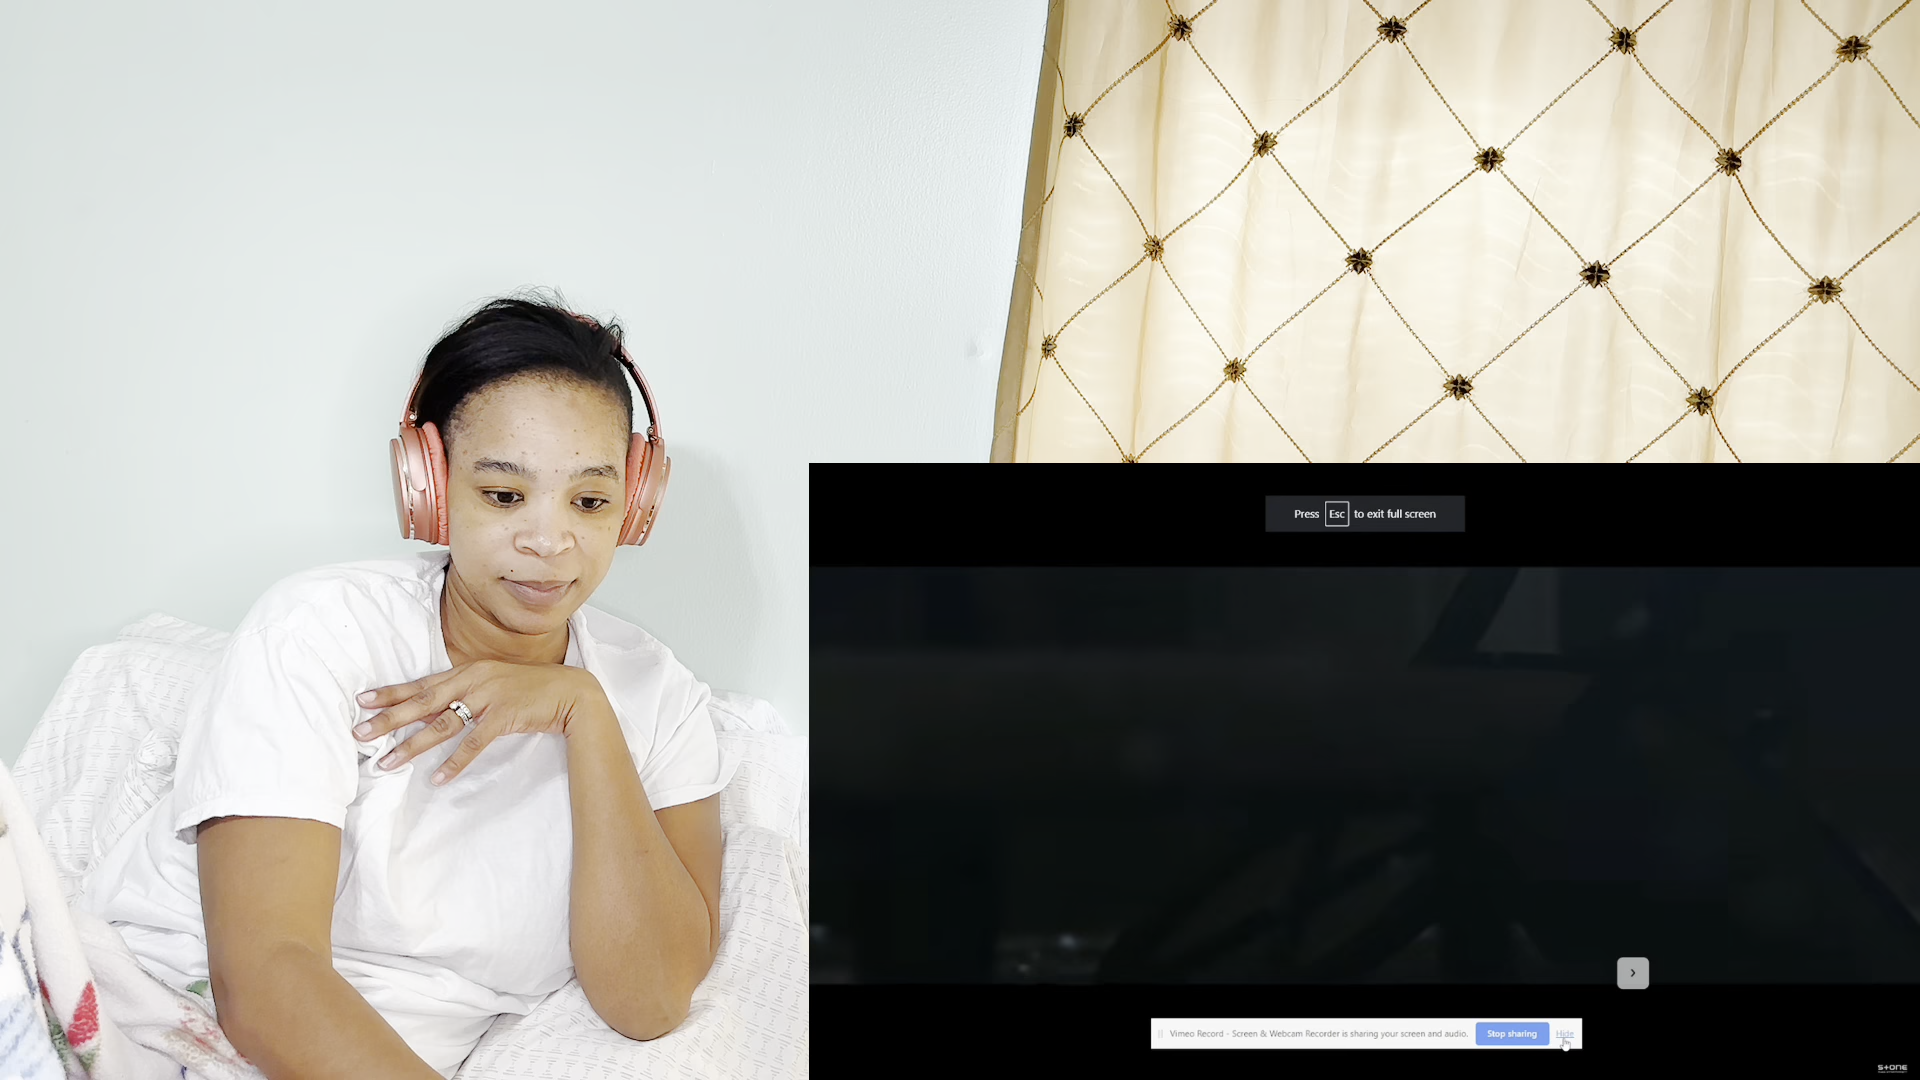 Press Esc to exit full screen
›
Vimeo Record - Screen & Webcam Recorder is sharing your screen and audio. Stop sharing Hide
STONE